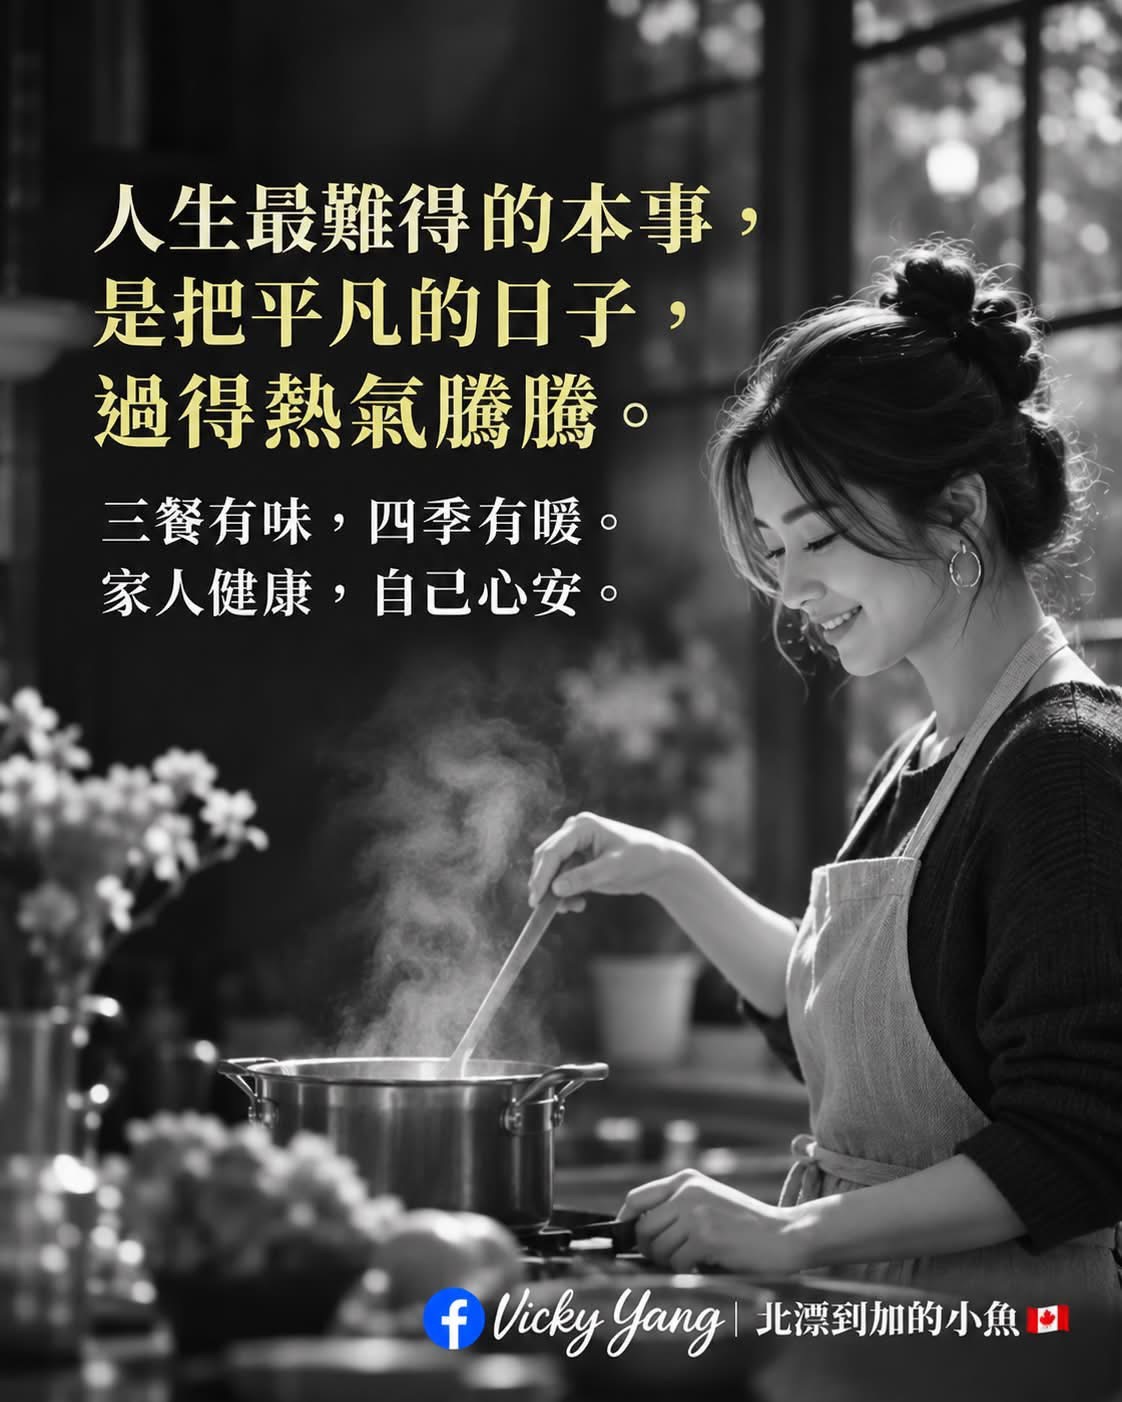 人生最難得的本事，
是把平凡的日子，
過得熱氣騰騰。
三餐有味，四季有暖。
家人健康，自己心安。
Vicky Yang | 北漂到加的小魚